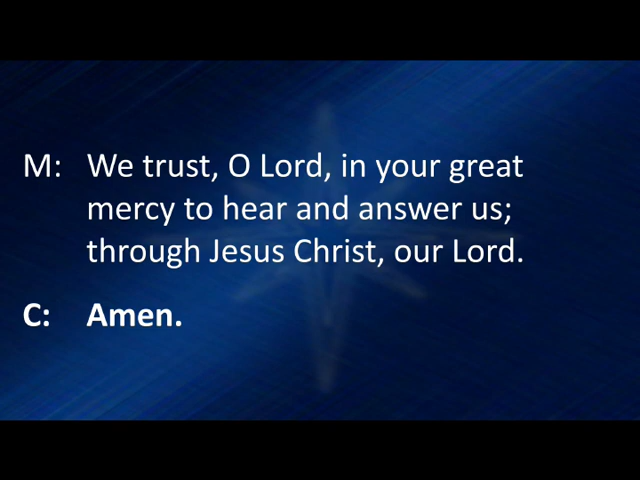 M: We trust, O Lord, in your great
mercy to hear and answer us;
through Jesus Christ, our Lord.
C: Amen.